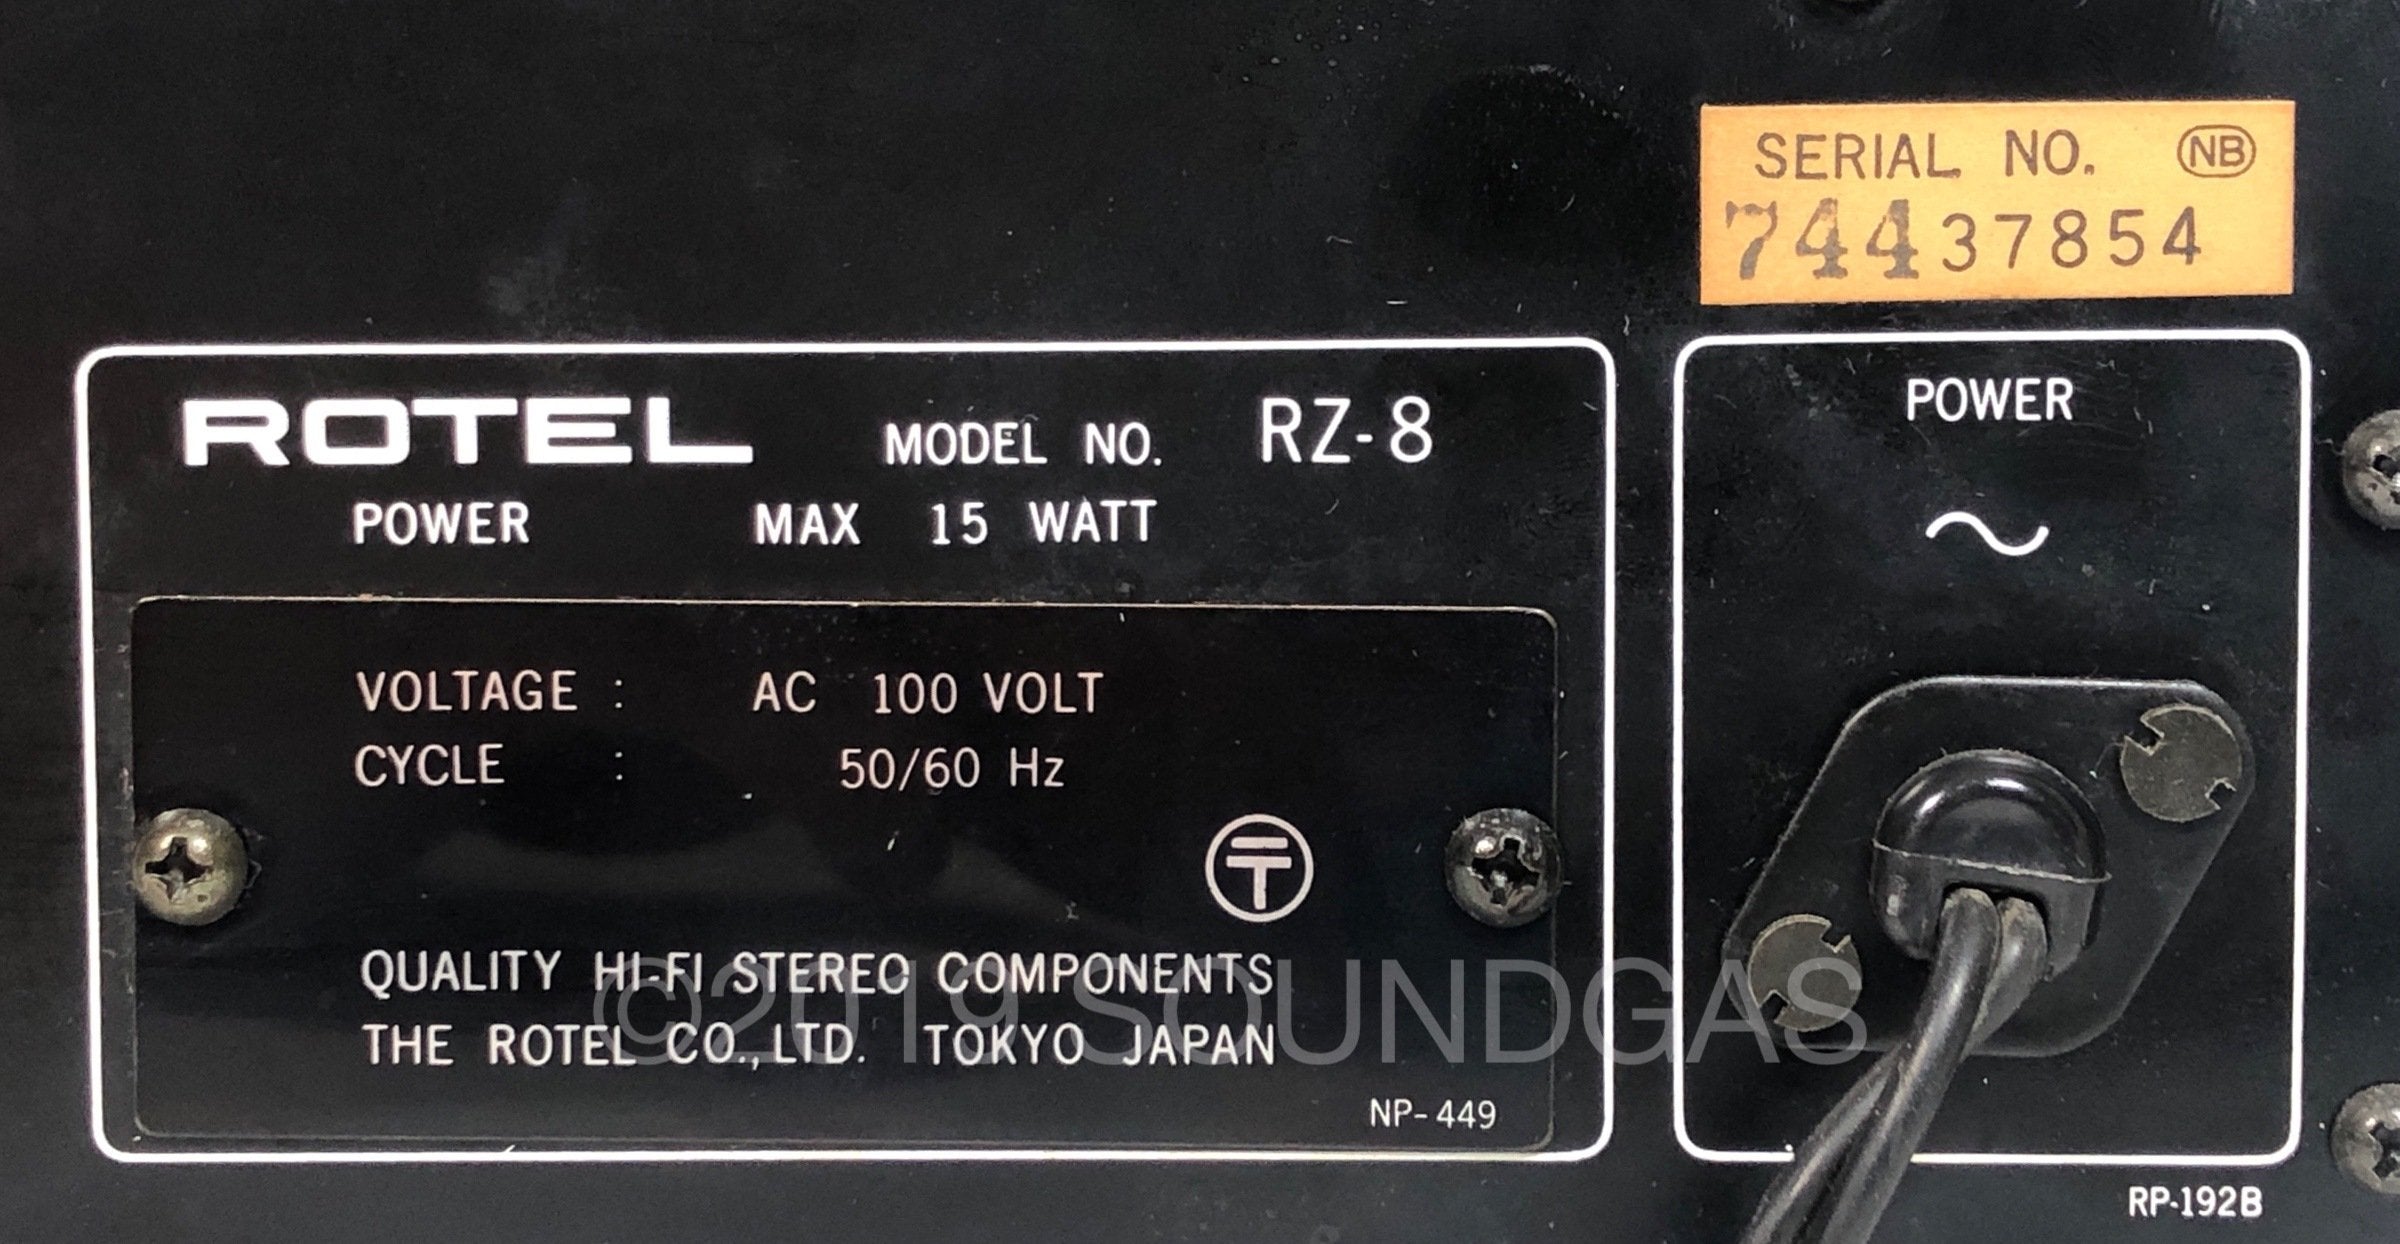 SERIAL NO. NB
74437854
ROTEL MODEL NO. RZ-8
POWER MAX 15 WATT
VOLTAGE : AC 100 VOLT
CYCLE : 50/60 Hz
QUALITY HI-FI STEREO COMPONENTS
THE ROTEL CO.,LTD. TOKYO JAPAN
NP-449
POWER
RP-192B
©2019 SOUNDGAS